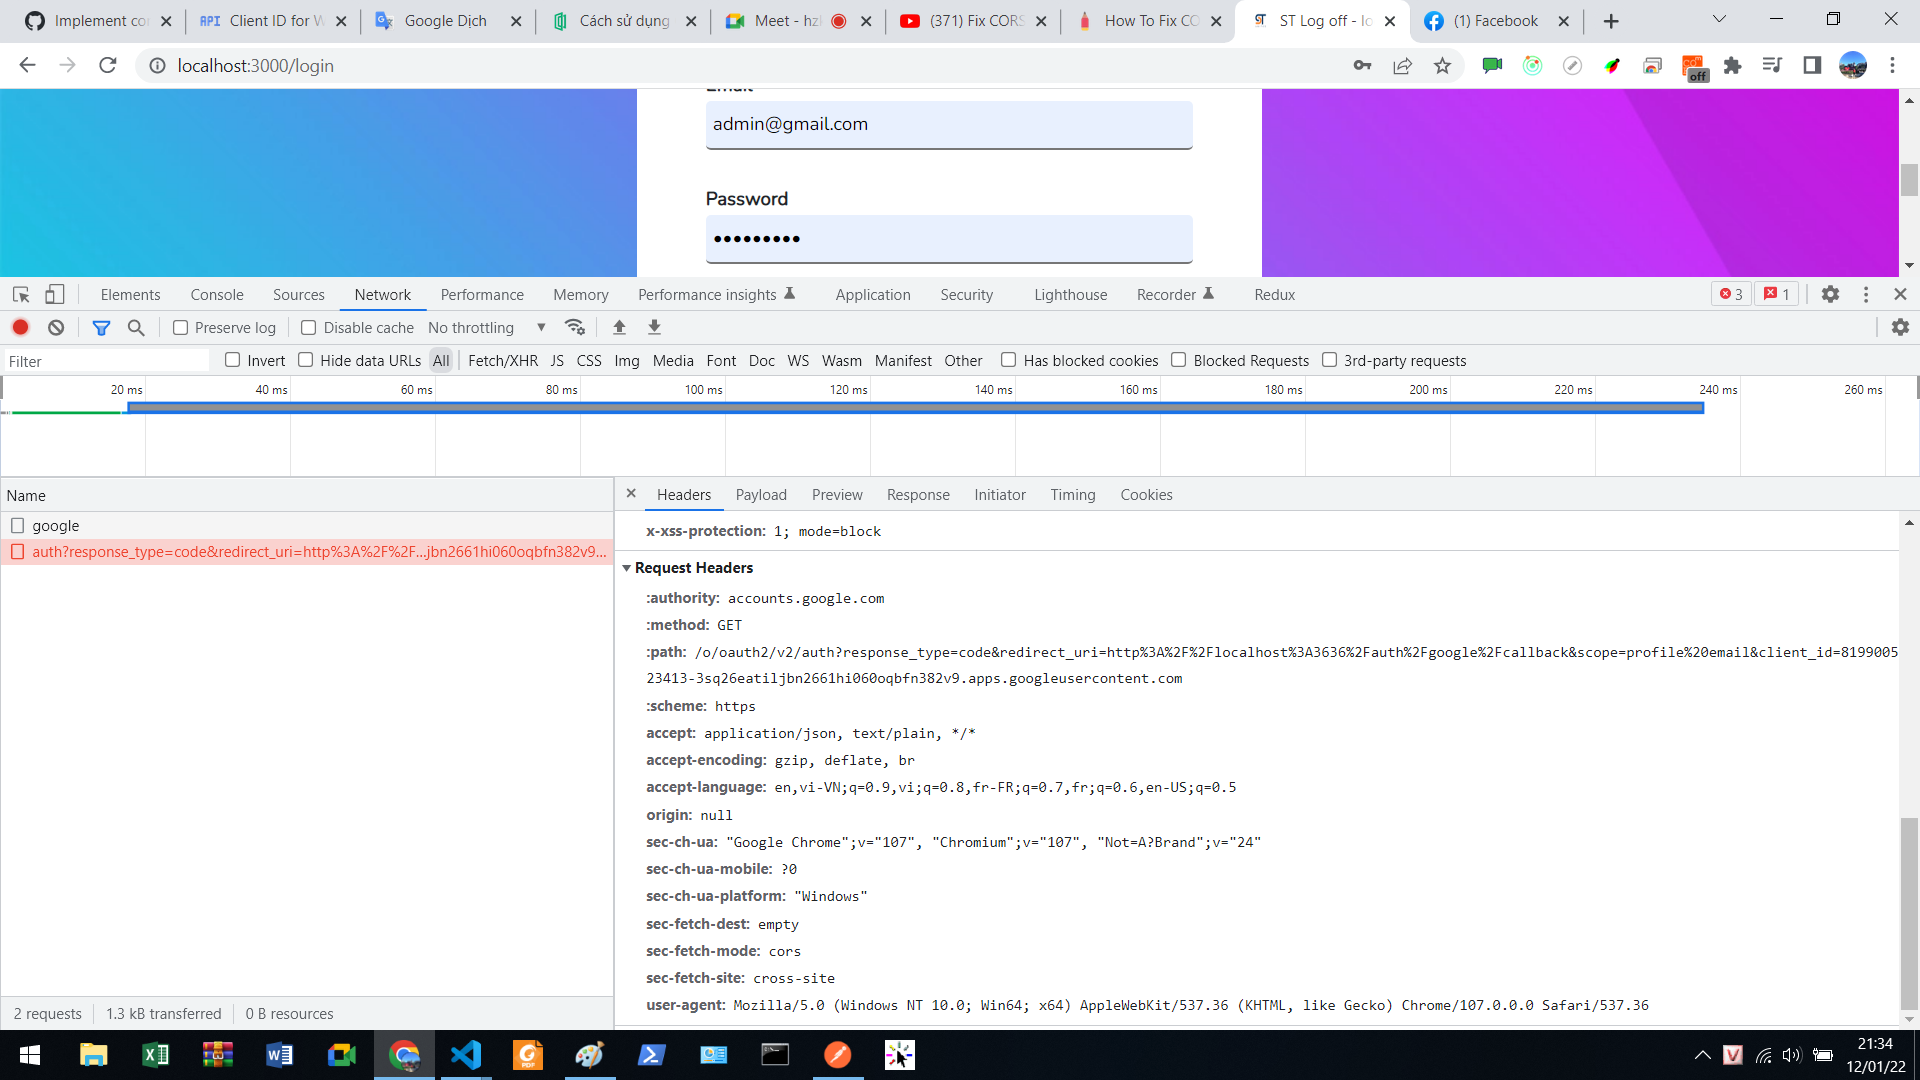 Implement cor
API Client ID for W
Google Dịch
Cách sử dụng
Meet - hzl
(371) Fix CORS
How To Fix CO
ST Log off - lo
(1) Facebook
localhost:3000/login
off
Email
admin@gmail.com
Password
•••••••••
Elements Console Sources Network Performance Memory Performance insights Application Security Lighthouse Recorder Redux 3 1
Preserve log Disable cache No throttling
Filter Invert Hide data URLs All Fetch/XHR JS CSS Img Media Font Doc WS Wasm Manifest Other Has blocked cookies Blocked Requests 3rd-party requests
20 ms 40 ms 60 ms 80 ms 100 ms 120 ms 140 ms 160 ms 180 ms 200 ms 220 ms 240 ms 260 ms
Name
google
auth?response_type=code&redirect_uri=http%3A%2F%2F...jbn2661hi060oqbfn382v9...
2 requests 1.3 kB transferred 0 B resources
Headers Payload Preview Response Initiator Timing Cookies
x-xss-protection: 1; mode=block
Request Headers
:authority: accounts.google.com
:method: GET
:path: /o/oauth2/v2/auth?response_type=code&redirect_uri=http%3A%2F%2Flocalhost%3A3636%2Fauth%2Fgoogle%2Fcallback&scope=profile%20email&client_id=8199005
23413-3sq26eatiljbn2661hi060oqbfn382v9.apps.googleusercontent.com
:scheme: https
accept: application/json, text/plain, */*
accept-encoding: gzip, deflate, br
accept-language: en,vi-VN;q=0.9,vi;q=0.8,fr-FR;q=0.7,fr;q=0.6,en-US;q=0.5
origin: null
sec-ch-ua: "Google Chrome";v="107", "Chromium";v="107", "Not=A?Brand";v="24"
sec-ch-ua-mobile: ?0
sec-ch-ua-platform: "Windows"
sec-fetch-dest: empty
sec-fetch-mode: cors
sec-fetch-site: cross-site
user-agent: Mozilla/5.0 (Windows NT 10.0; Win64; x64) AppleWebKit/537.36 (KHTML, like Gecko) Chrome/107.0.0.0 Safari/537.36
21:34
12/01/22